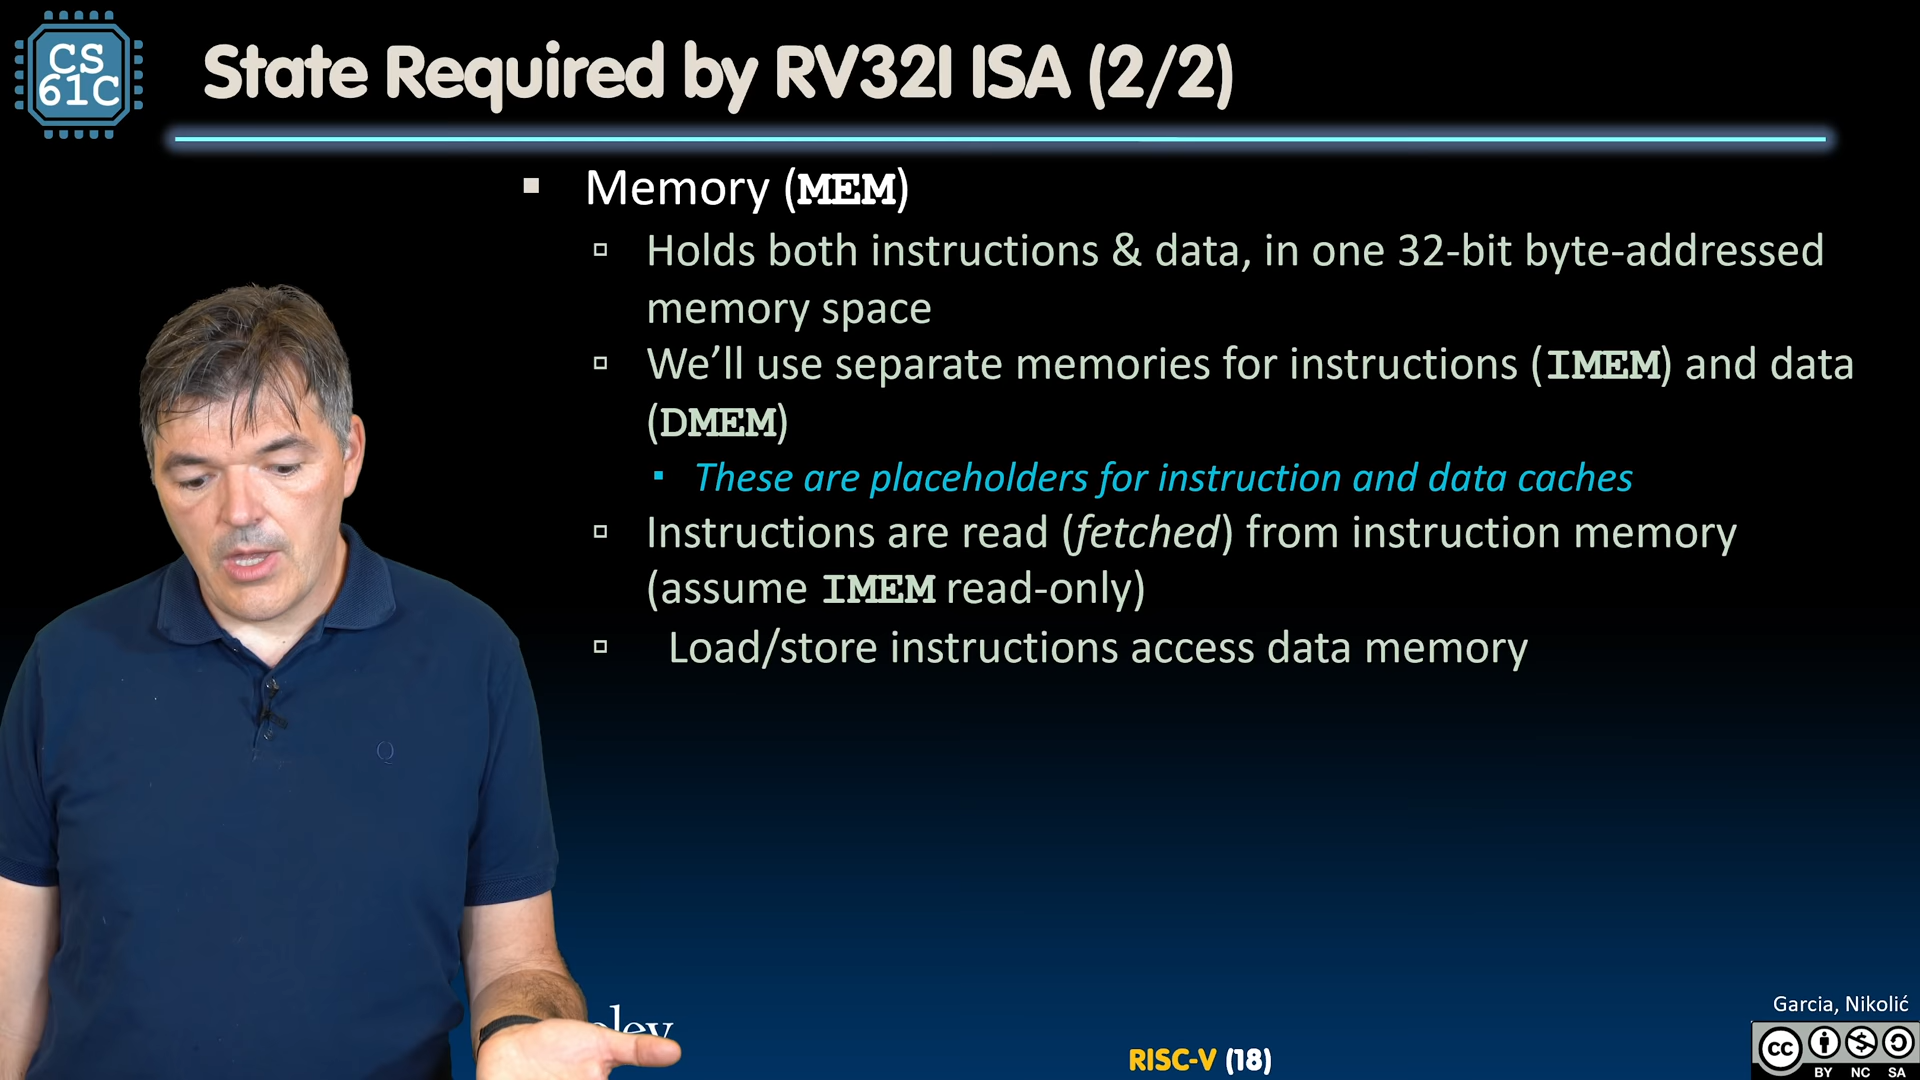 CS
61C
State Required by RV32I ISA (2/2)
Memory (MEM)
Holds both instructions & data, in one 32-bit byte-addressed
memory space
We’ll use separate memories for instructions (IMEM) and data
(DMEM)
These are placeholders for instruction and data caches
Instructions are read (fetched) from instruction memory
(assume IMEM read-only)
Load/store instructions access data memory
Garcia, Nikolić
RISC-V (18)
cc
BY NC SA